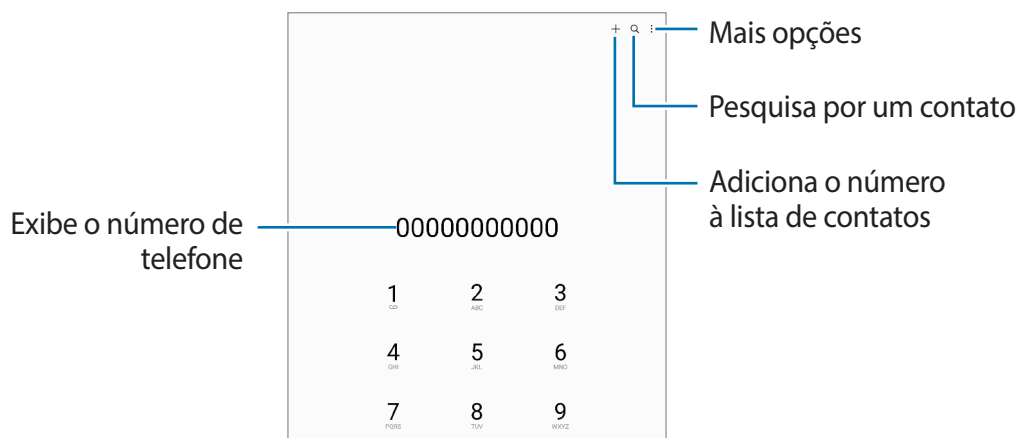 Mais opções
Pesquisa por um contato
Adiciona o número
à lista de contatos
Exibe o número de
telefone
00000000000
1 2 3
ABC DEF
4 5 6
GHI JKL MNO
7 8 9
PQRS TUV WXYZ